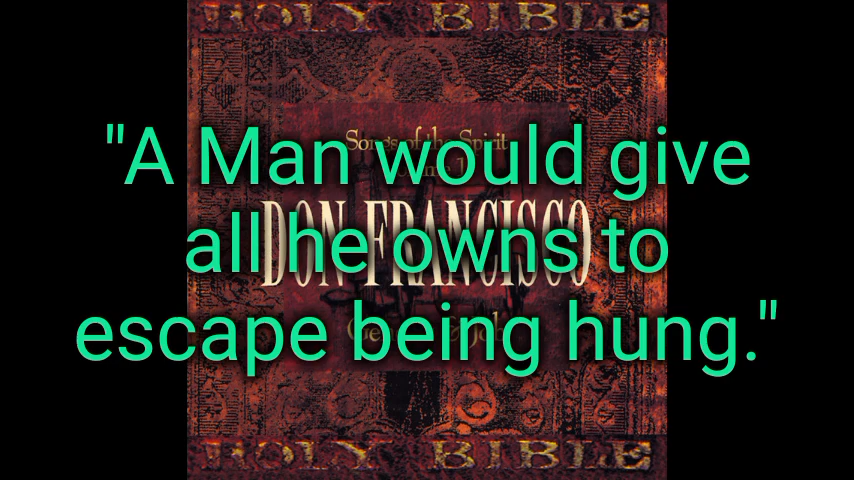 HOLY BIBLE
Songs of the Spirit
"A Man would give
DON FRANCISCO
all he owns to
escape being hung."
HOLY BIBLE